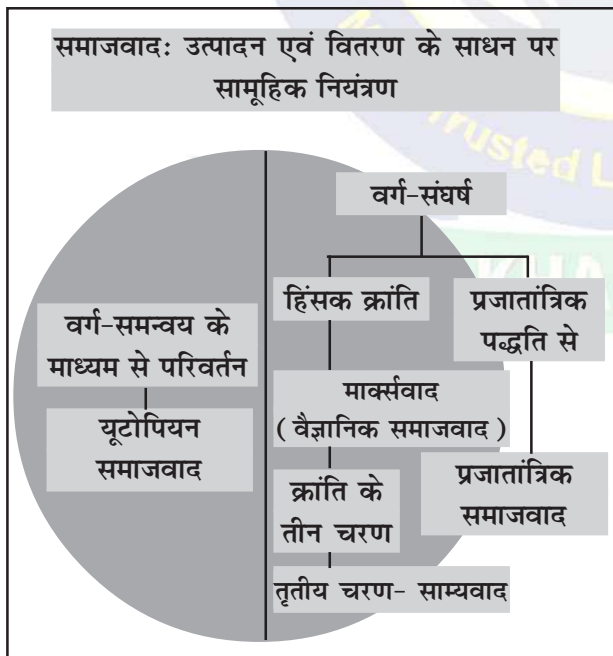 समाजवाद: उत्पादन एवं वितरण के साधन पर
सामूहिक नियंत्रण
वर्ग-संघर्ष
हिंसक क्रांति
प्रजातांत्रिक
पद्धति से
वर्ग-समन्वय के
माध्यम से परिवर्तन
यूटोपियन
समाजवाद
मार्क्सवाद
( वैज्ञानिक समाजवाद )
क्रांति के
तीन चरण
प्रजातांत्रिक
समाजवाद
तृतीय चरण- साम्यवाद
Trusted